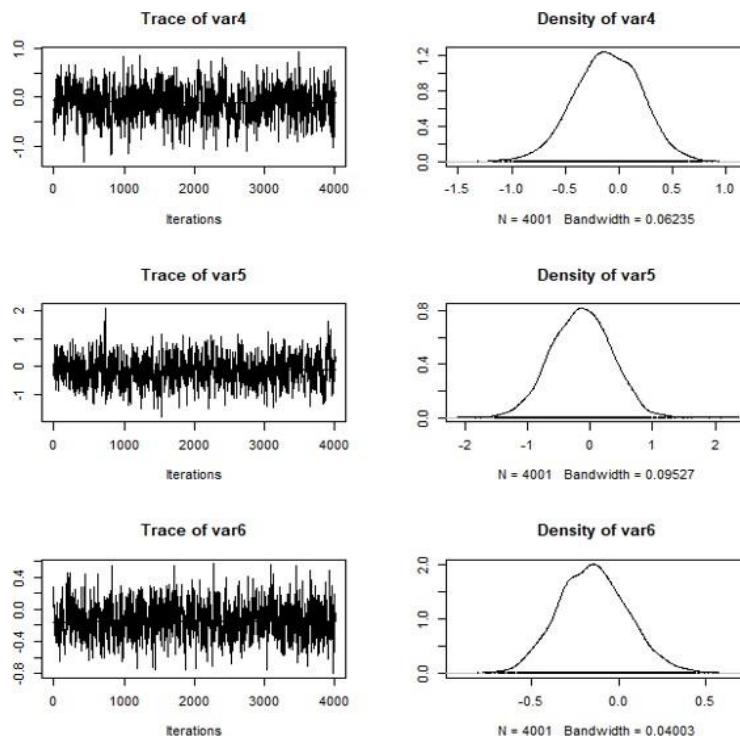 Trace of var4
1.0
0.0
-1.0
0 1000 2000 3000 4000
Iterations
Density of var4
1.2
0.8
0.4
0.0
-1.5 -1.0 -0.5 0.0 0.5 1.0
N = 4001 Bandwidth = 0.06235
Trace of var5
2
1
0
-1
0 1000 2000 3000 4000
Iterations
Density of var5
0.8
0.4
0.0
-2 -1 0 1 2
N = 4001 Bandwidth = 0.09527
Trace of var6
0.4
0.0
-0.4
-0.8
0 1000 2000 3000 4000
Iterations
Density of var6
2.0
1.0
0.0
-0.5 0.0 0.5
N = 4001 Bandwidth = 0.04003